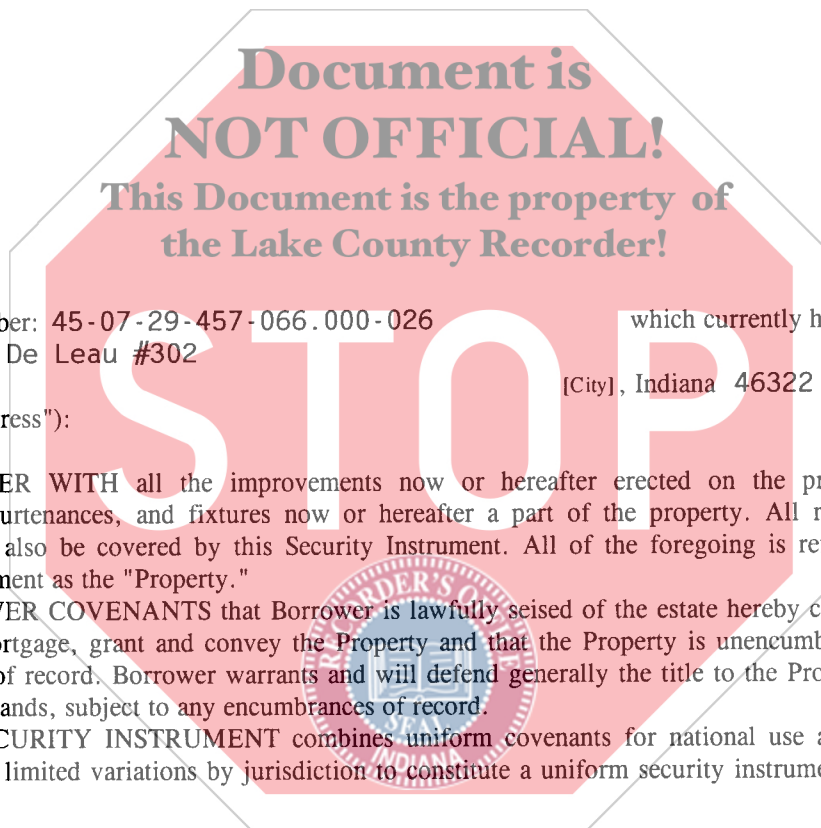 Document is
NOT OFFICIAL!
This Document is the property of
the Lake County Recorder!
ber: 45-07-29-457-066.000-026 which currently h
De Leau #302
[City], Indiana 46322
ress"):
STOP
ER WITH all the improvements now or hereafter erected on the pr
urtenances, and fixtures now or hereafter a part of the property. All r
also be covered by this Security Instrument. All of the foregoing is re
ment as the "Property."
VER COVENANTS that Borrower is lawfully seised of the estate hereby c
ortgage, grant and convey the Property and that the Property is unencumb
of record. Borrower warrants and will defend generally the title to the Pro
ands, subject to any encumbrances of record.
CURITY INSTRUMENT combines uniform covenants for national use a
limited variations by jurisdiction to constitute a uniform security instrume
RECORDER'S OFFICE
SEAL
INDIANA